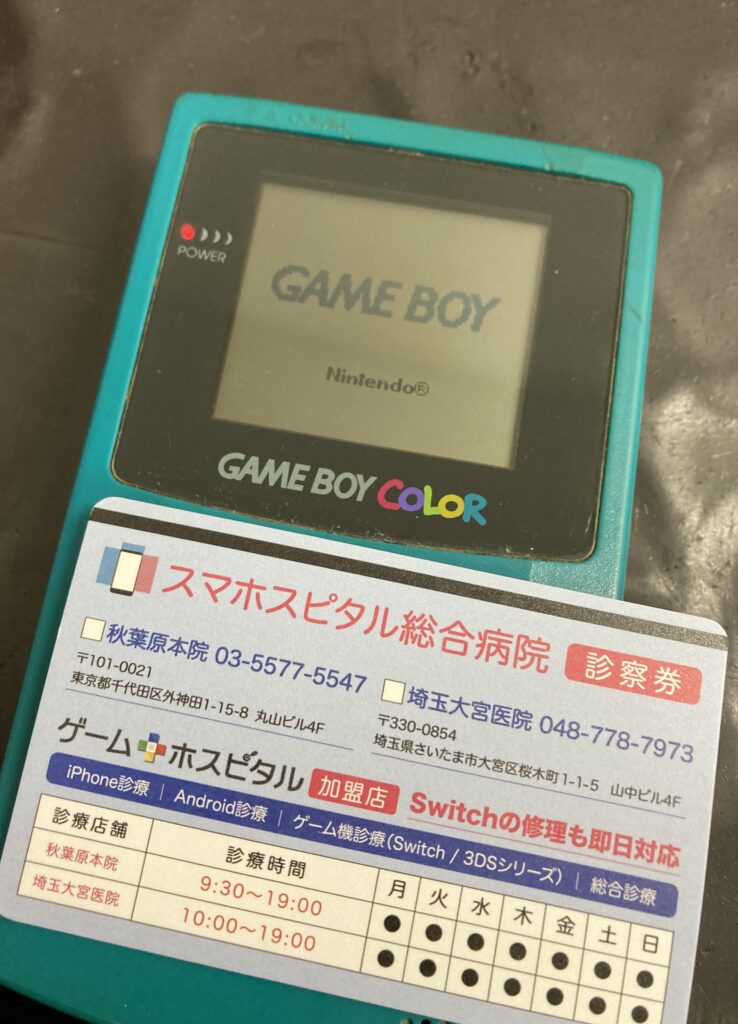 POWER
GAME BOY
Nintendo®
GAME BOY COLOR
スマホスピタル総合病院 診察券
秋葉原本院 03-5577-5547
〒101-0021
東京都千代田区外神田1-15-8 丸山ビル4F
埼玉大宮医院 048-778-7973
〒330-0854
埼玉県さいたま市大宮区桜木町1-1-5 山中ビル4F
ゲームホスピタル 加盟店 Switchの修理も即日対応
iPhone診療 | Android診療 | ゲーム機診療(Switch / 3DSシリーズ) | 総合診療
診療店舗 診療時間 月 火 水 木 金 土 日
秋葉原本院 9:30～19:00 ● ● ● ● ● ● ●
埼玉大宮医院 10:00～19:00 ● ● ● ● ● ● ●